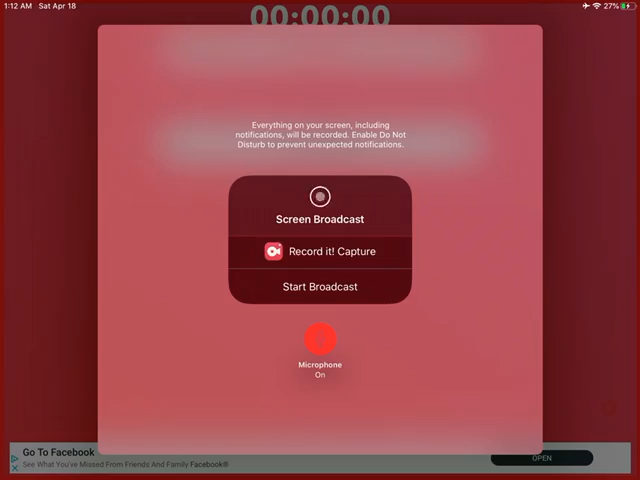 1:12 AM Sat Apr 18
27%
00:00:00
Everything on your screen, including
notifications, will be recorded. Enable Do Not
Disturb to prevent unexpected notifications.
Screen Broadcast
Record it! Capture
Start Broadcast
Microphone
On
Go To Facebook
See What You've Missed From Friends And Family Facebook®
OPEN